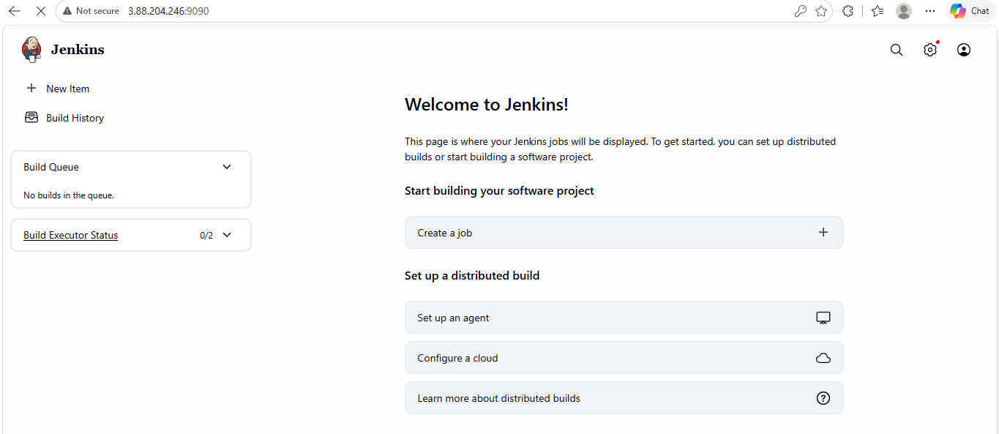 Not secure 3.88.204.246:9090
Chat
Jenkins
New Item
Build History
Build Queue
No builds in the queue.
Build Executor Status 0/2
Welcome to Jenkins!
This page is where your Jenkins jobs will be displayed. To get started, you can set up distributed
builds or start building a software project.
Start building your software project
Create a job
Set up a distributed build
Set up an agent
Configure a cloud
Learn more about distributed builds